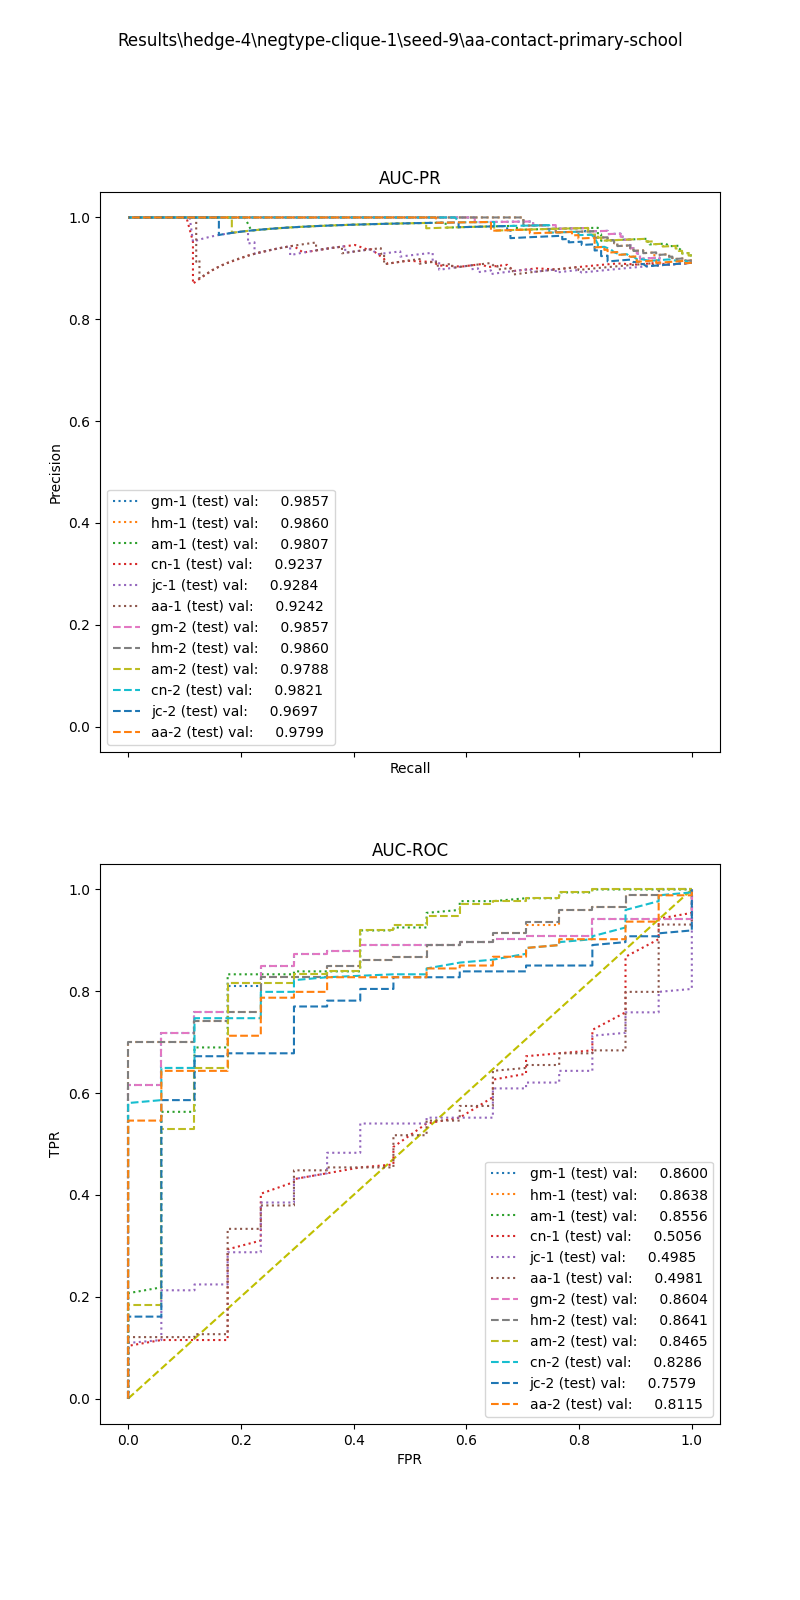 Results\hedge-4\negtype-clique-1\seed-9\aa-contact-primary-school
AUC-PR
1.0
0.8
0.6
0.4
0.2
0.0
Precision
gm-1 (test) val: 0.9857
hm-1 (test) val: 0.9860
am-1 (test) val: 0.9807
cn-1 (test) val: 0.9237
jc-1 (test) val: 0.9284
aa-1 (test) val: 0.9242
gm-2 (test) val: 0.9857
hm-2 (test) val: 0.9860
am-2 (test) val: 0.9788
cn-2 (test) val: 0.9821
jc-2 (test) val: 0.9697
aa-2 (test) val: 0.9799
Recall
AUC-ROC
1.0
0.8
0.6
0.4
0.2
0.0
TPR
gm-1 (test) val: 0.8600
hm-1 (test) val: 0.8638
am-1 (test) val: 0.8556
cn-1 (test) val: 0.5056
jc-1 (test) val: 0.4985
aa-1 (test) val: 0.4981
gm-2 (test) val: 0.8604
hm-2 (test) val: 0.8641
am-2 (test) val: 0.8465
cn-2 (test) val: 0.8286
jc-2 (test) val: 0.7579
aa-2 (test) val: 0.8115
0.0 0.2 0.4 0.6 0.8 1.0
FPR